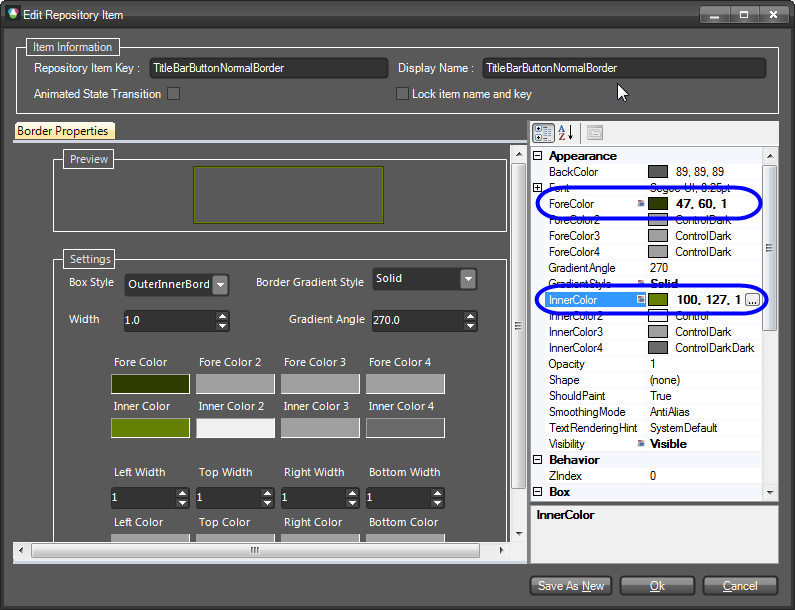 Edit Repository Item
Item Information
Repository Item Key : TitleBarButtonNormalBorder Display Name : TitleBarButtonNormalBorder
Animated State Transition Lock item name and key
Border Properties
Preview
Settings
Box Style OuterInnerBord Border Gradient Style Solid
Width 1.0 Gradient Angle 270.0
Fore Color Fore Color 2 Fore Color 3 Fore Color 4
Inner Color Inner Color 2 Inner Color 3 Inner Color 4
Left Width Top Width Right Width Bottom Width
1 1 1 1
Left Color Top Color Right Color Bottom Color
Appearance
BackColor 89, 89, 89
Font Segoe UI, 8.25pt
ForeColor 47, 60, 1
ForeColor2 ControlDark
ForeColor3 ControlDark
ForeColor4 ControlDark
GradientAngle 270
GradientStyle Solid
InnerColor 100, 127, 1 ...
InnerColor2 Control
InnerColor3 ControlDark
InnerColor4 ControlDarkDark
Opacity 1
Shape (none)
ShouldPaint True
SmoothingMode AntiAlias
TextRenderingHint SystemDefault
Visibility Visible
Behavior
ZIndex 0
Box
InnerColor
Save As New Ok Cancel